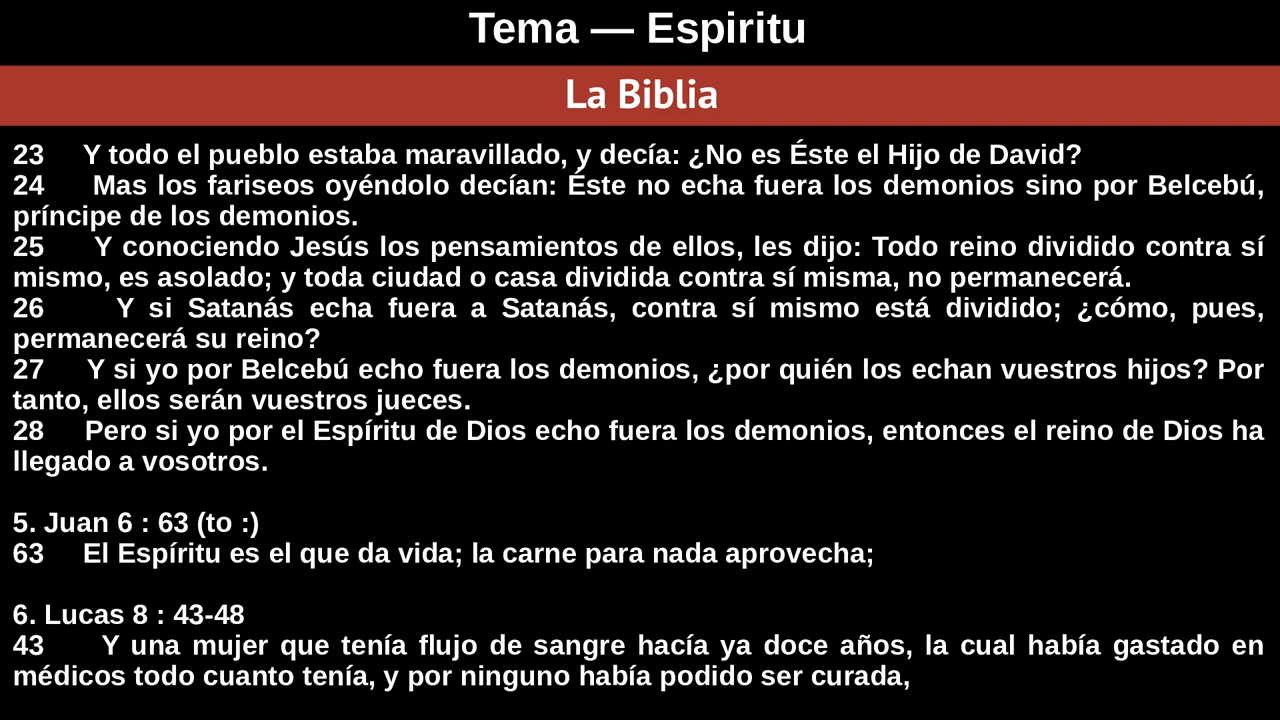 Tema — Espiritu
La Biblia
23 Y todo el pueblo estaba maravillado, y decía: ¿No es Éste el Hijo de David?
24 Mas los fariseos oyéndolo decían: Éste no echa fuera los demonios sino por Belcebú,
príncipe de los demonios.
25 Y conociendo Jesús los pensamientos de ellos, les dijo: Todo reino dividido contra sí
mismo, es asolado; y toda ciudad o casa dividida contra sí misma, no permanecerá.
26 Y si Satanás echa fuera a Satanás, contra sí mismo está dividido; ¿cómo, pues,
permanecerá su reino?
27 Y si yo por Belcebú echo fuera los demonios, ¿por quién los echan vuestros hijos? Por
tanto, ellos serán vuestros jueces.
28 Pero si yo por el Espíritu de Dios echo fuera los demonios, entonces el reino de Dios ha
llegado a vosotros.
5. Juan 6 : 63 (to :)
63 El Espíritu es el que da vida; la carne para nada aprovecha;
6. Lucas 8 : 43-48
43 Y una mujer que tenía flujo de sangre hacía ya doce años, la cual había gastado en
médicos todo cuanto tenía, y por ninguno había podido ser curada,